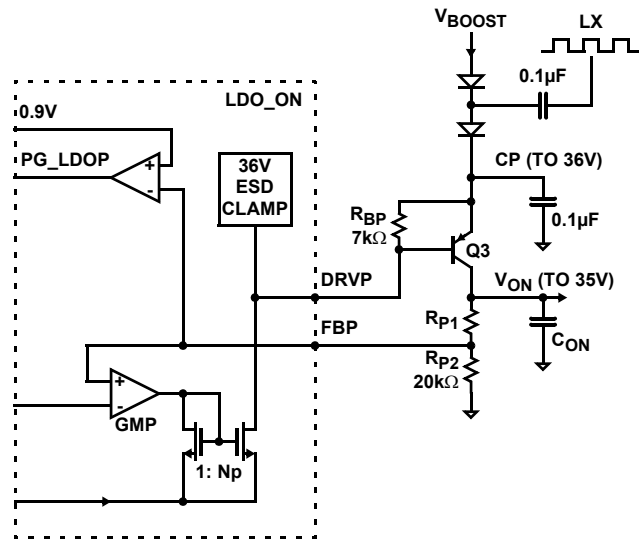 VBOOST
LX
0.1µF
LDO_ON
0.9V
PG_LDOP
+
-
36V
ESD
CLAMP
CP (TO 36V)
0.1µF
RBP
7kΩ
Q3
DRVP
VON (TO 35V)
FBP
RP1
CON
RP2
20kΩ
+
-
GMP
1: Np